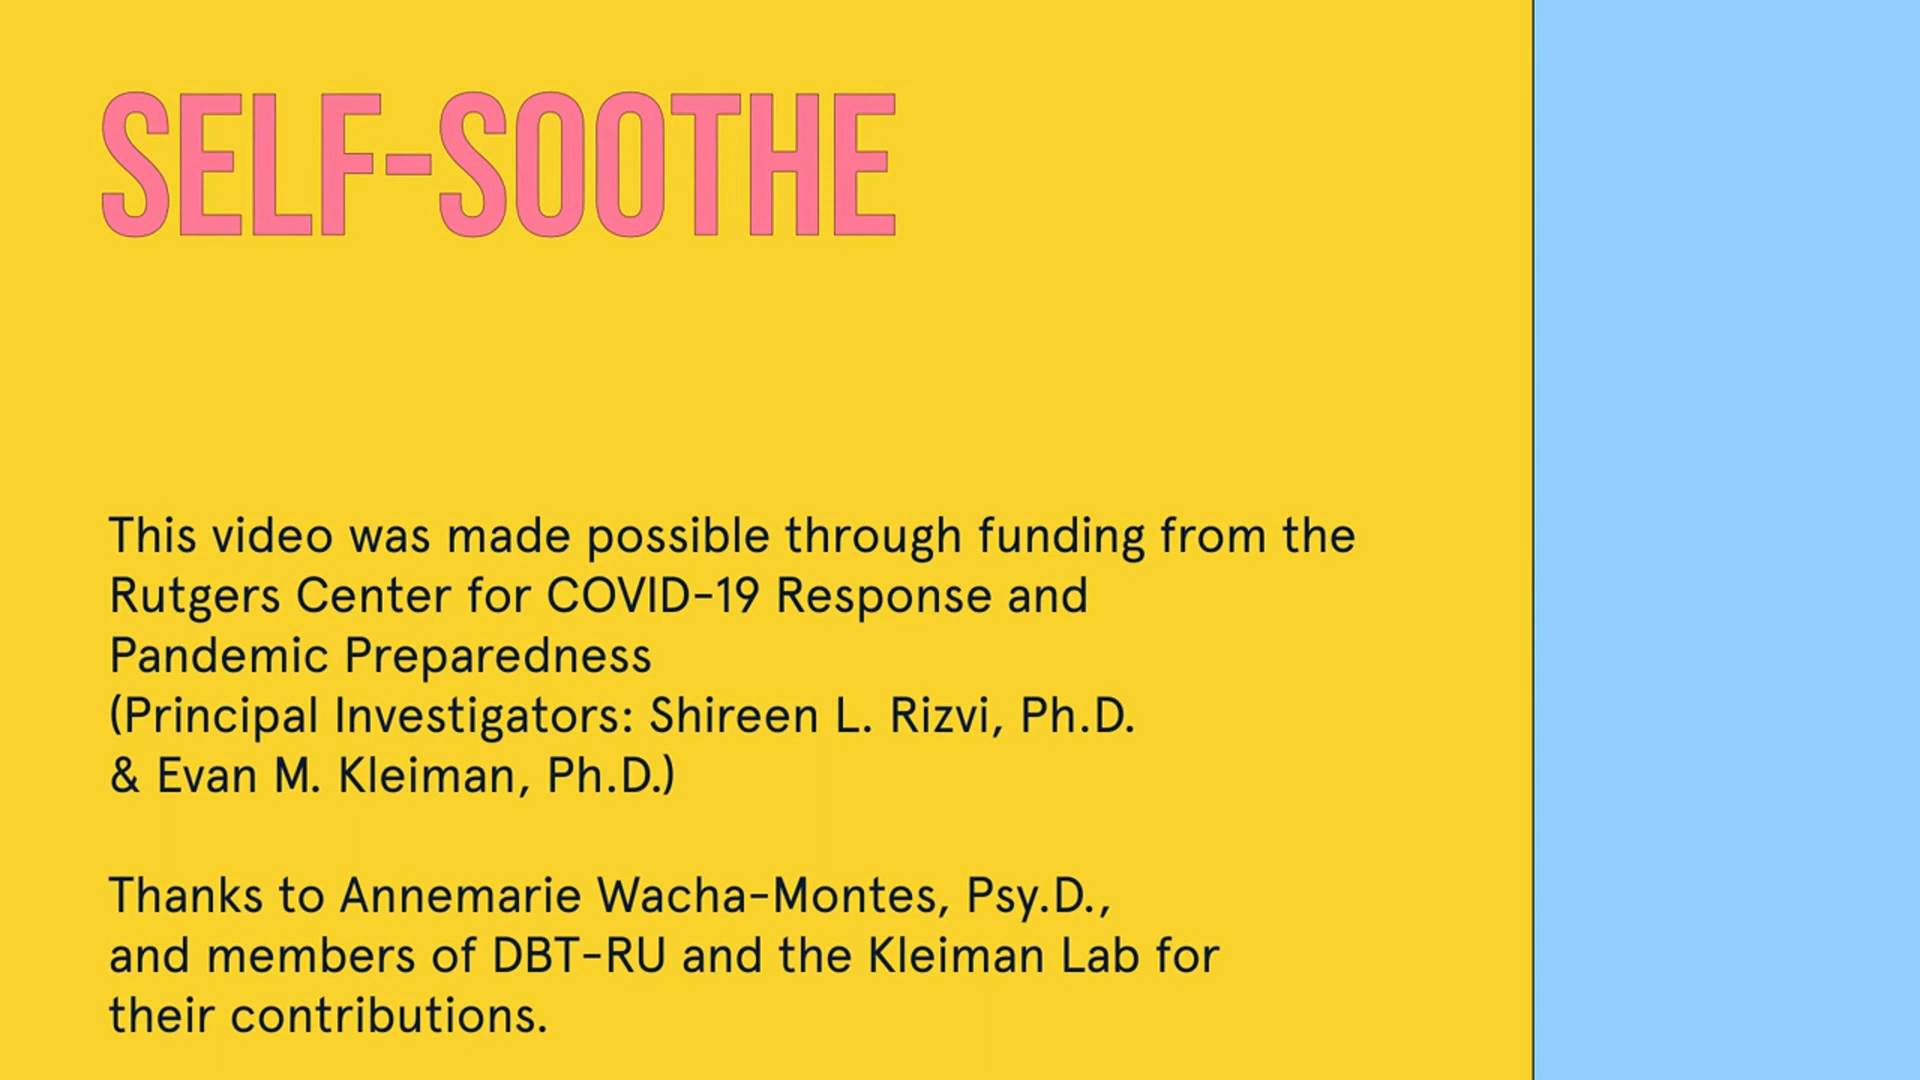 SELF-SOOTHE
This video was made possible through funding from the
Rutgers Center for COVID-19 Response and
Pandemic Preparedness
(Principal Investigators: Shireen L. Rizvi, Ph.D.
& Evan M. Kleiman, Ph.D.)
Thanks to Annemarie Wacha-Montes, Psy.D.,
and members of DBT-RU and the Kleiman Lab for
their contributions.